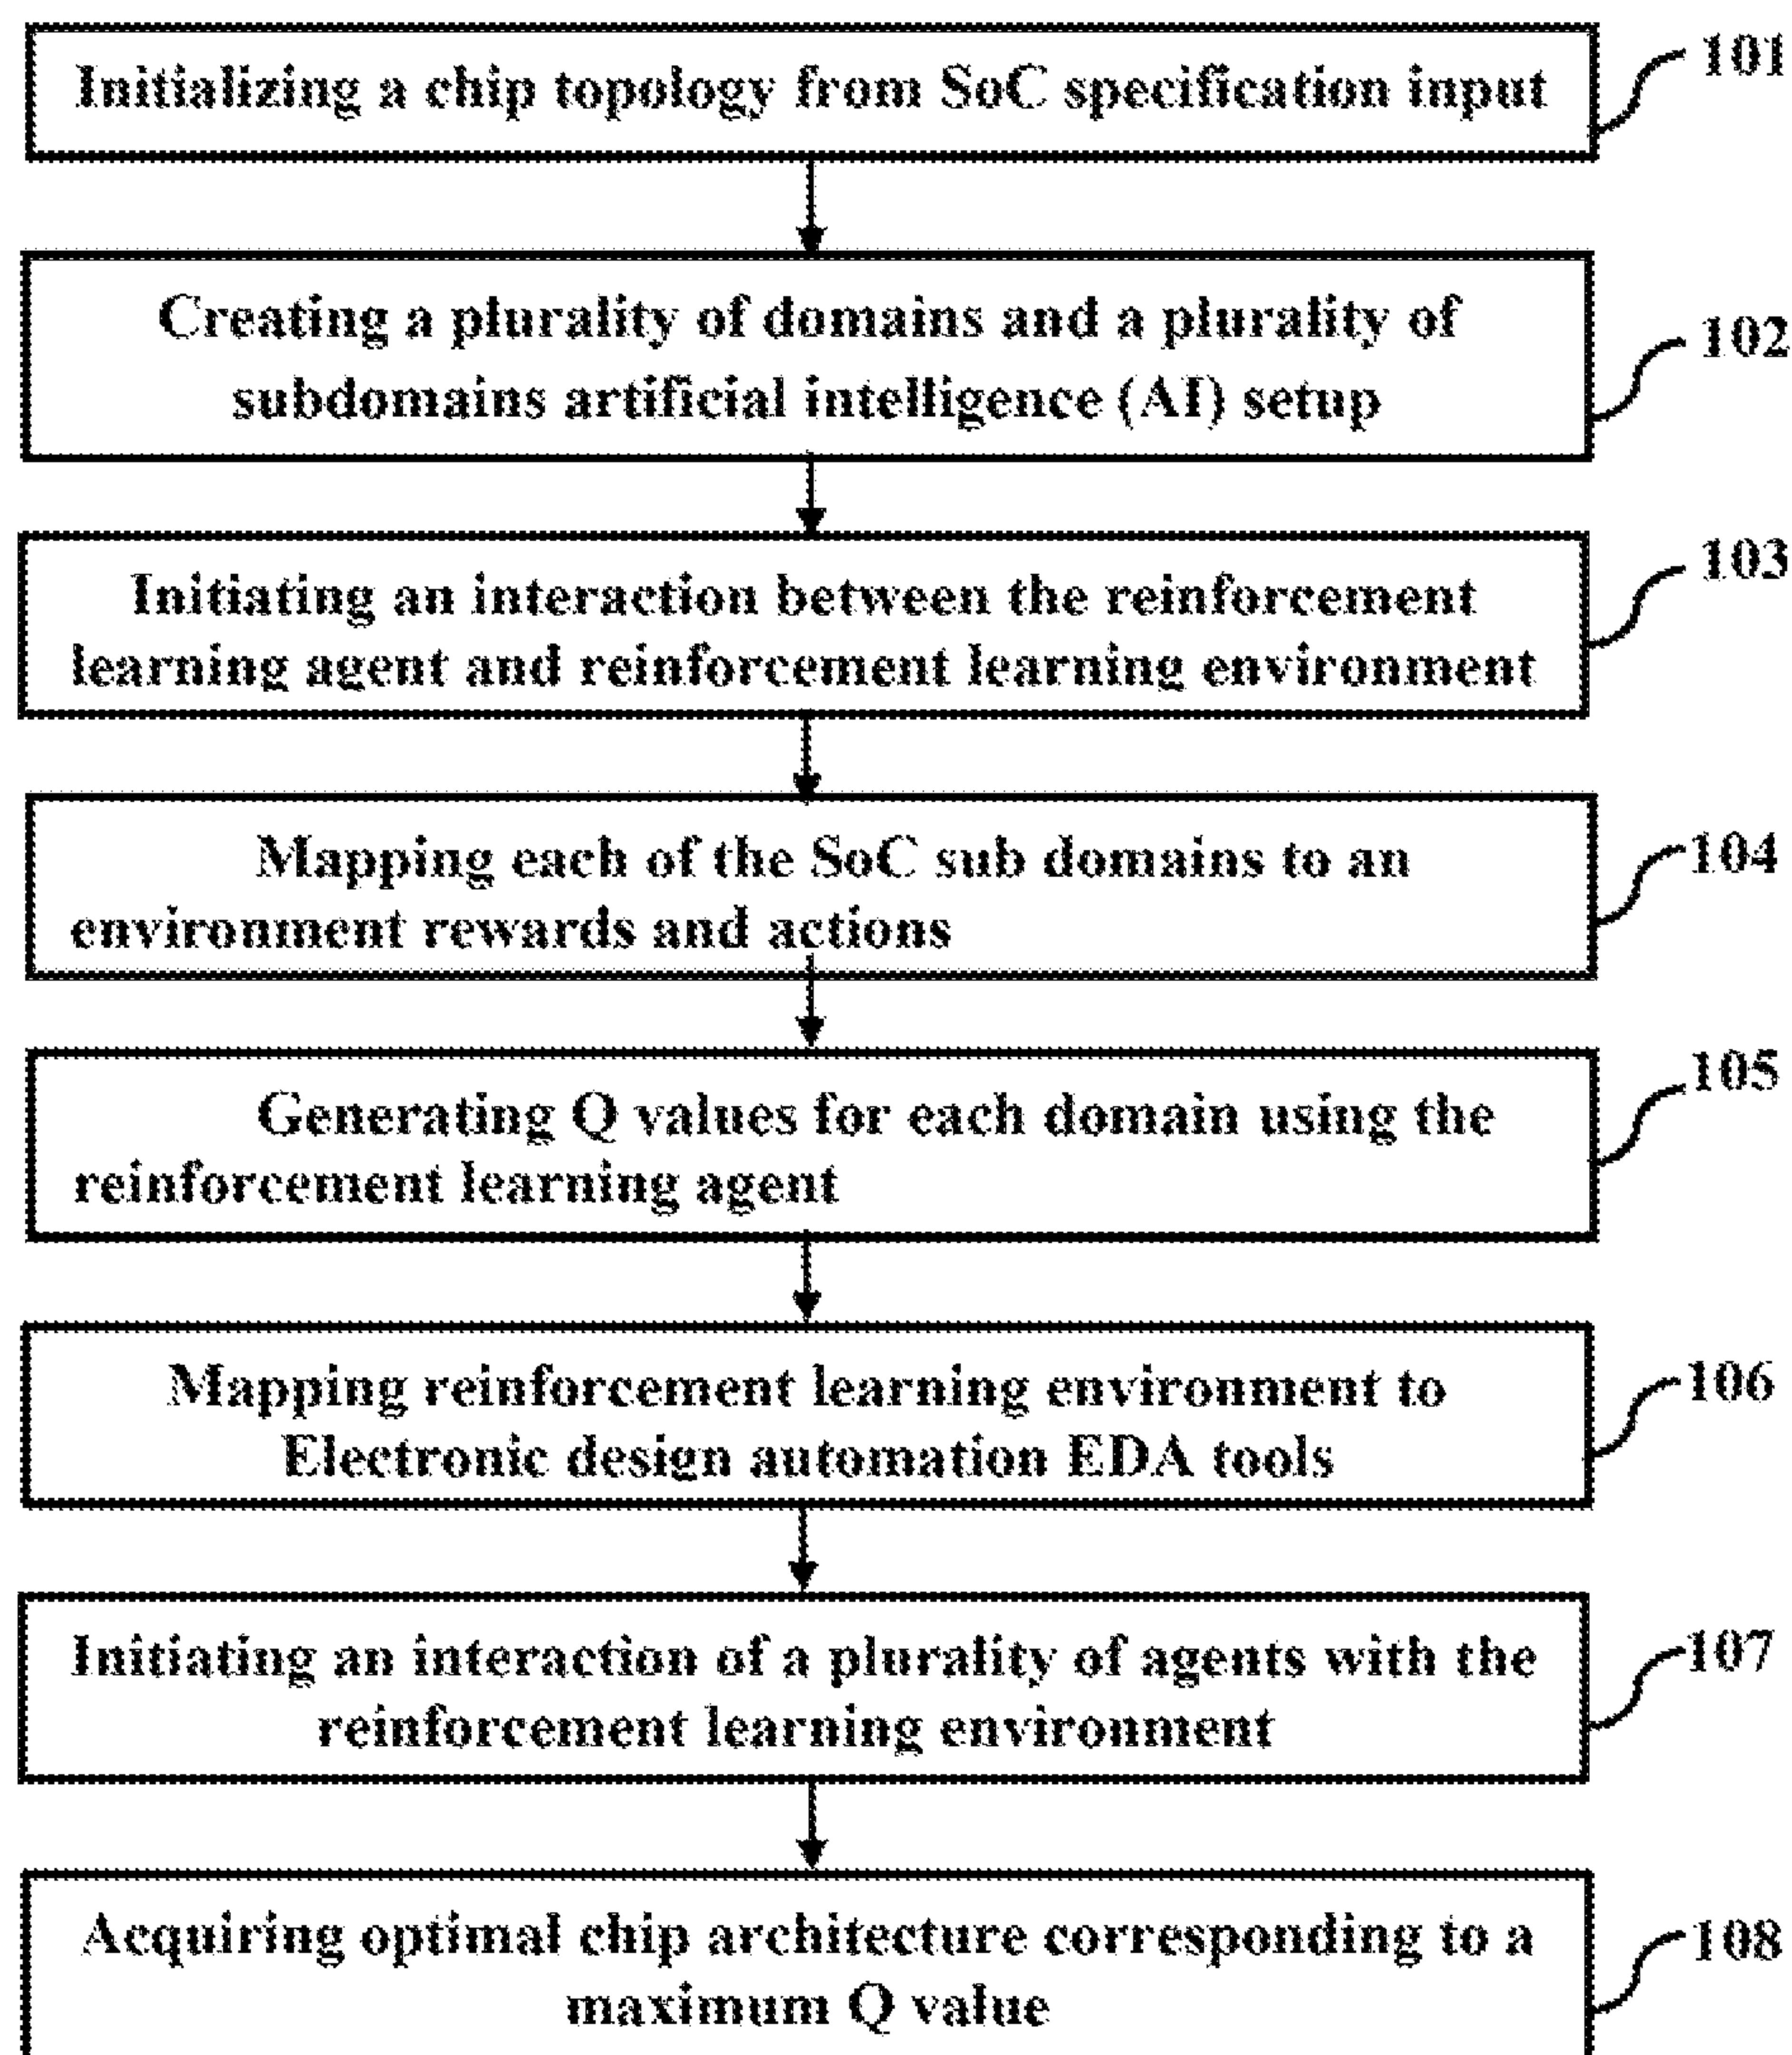 Initializing a chip topology from SoC specification input
101
Creating a plurality of domains and a plurality of
subdomains artificial intelligence (AI) setup
102
Initiating an interaction between the reinforcement
learning agent and reinforcement learning environment
103
Mapping each of the SoC sub domains to an
environment rewards and actions
104
Generating Q values for each domain using the
reinforcement learning agent
105
Mapping reinforcement learning environment to
Electronic design automation EDA tools
106
Initiating an interaction of a plurality of agents with the
reinforcement learning environment
107
Acquiring optimal chip architecture corresponding to a
maximum Q value
108